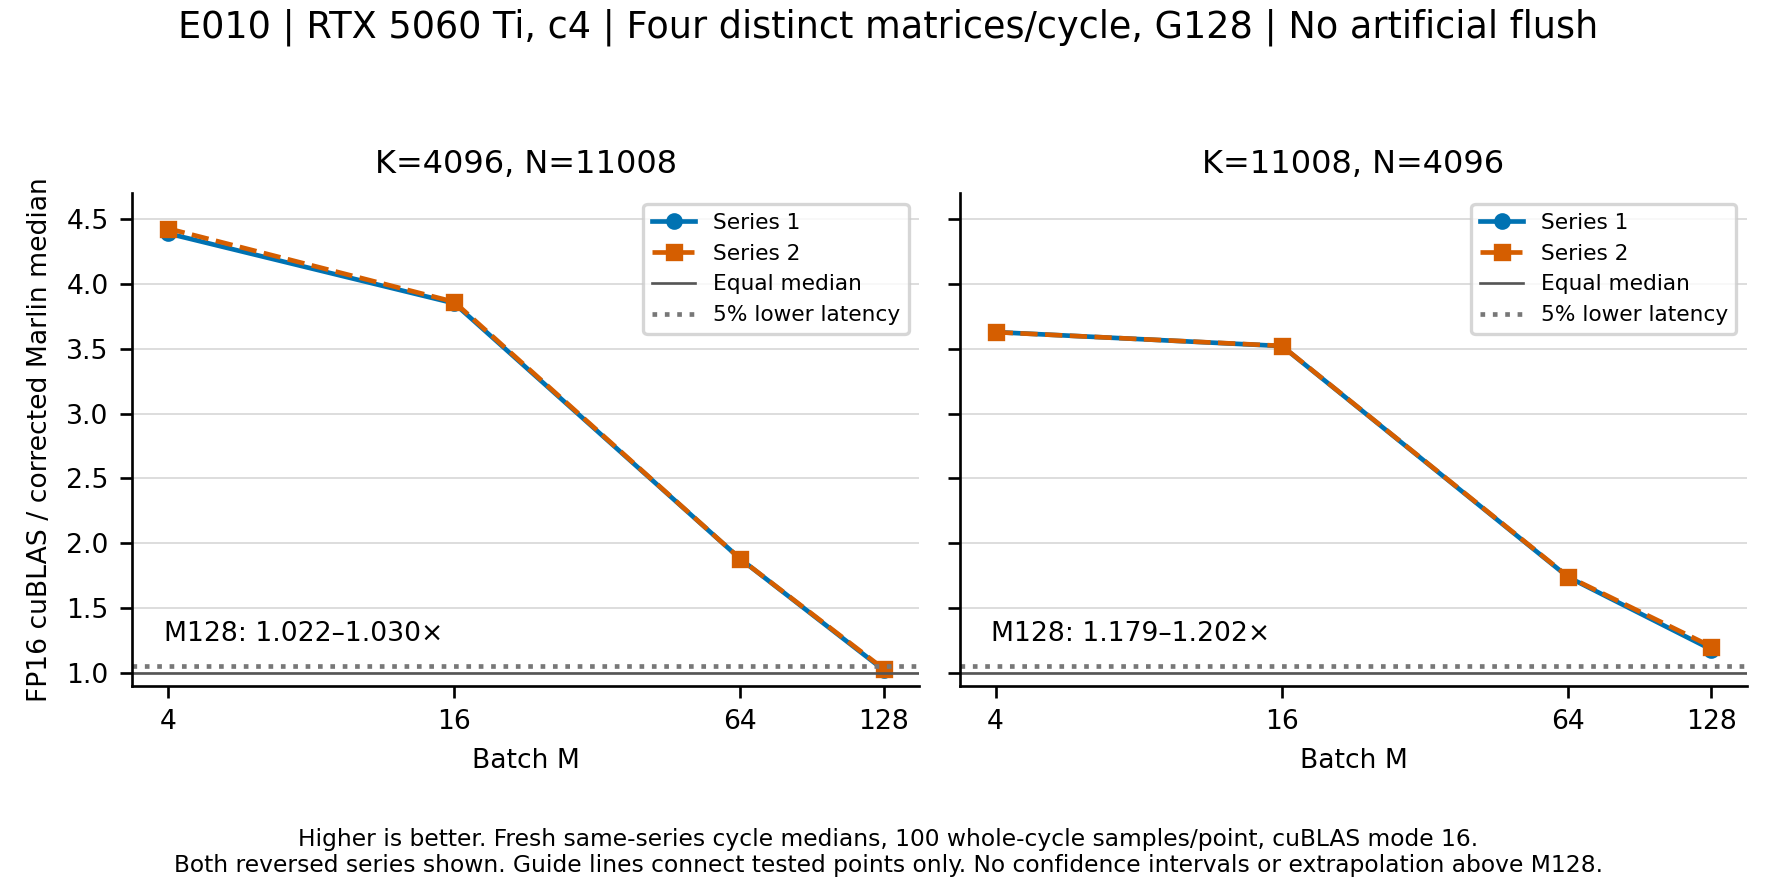 E010 | RTX 5060 Ti, c4 | Four distinct matrices/cycle, G128 | No artificial flush
K=4096, N=11008
FP16 cuBLAS / corrected Marlin median
4.5
4.0
3.5
3.0
2.5
2.0
1.5
1.0
Series 1
Series 2
Equal median
5% lower latency
M128: 1.022–1.030×
4
16
64
128
Batch M
K=11008, N=4096
Series 1
Series 2
Equal median
5% lower latency
M128: 1.179–1.202×
4
16
64
128
Batch M
Higher is better. Fresh same-series cycle medians, 100 whole-cycle samples/point, cuBLAS mode 16.
Both reversed series shown. Guide lines connect tested points only. No confidence intervals or extrapolation above M128.